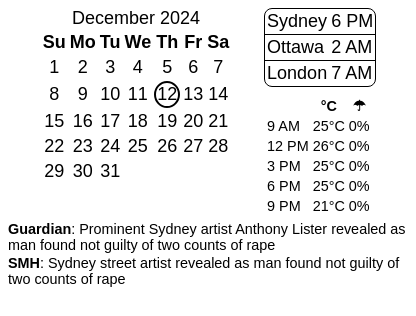 December 2024
Su Mo Tu We Th Fr Sa
1 2 3 4 5 6 7
8 9 10 11 12 13 14
15 16 17 18 19 20 21
22 23 24 25 26 27 28
29 30 31
Sydney 6 PM
Ottawa 2 AM
London 7 AM
°C ☂
9 AM 25°C 0%
12 PM 26°C 0%
3 PM 25°C 0%
6 PM 25°C 0%
9 PM 21°C 0%
Guardian: Prominent Sydney artist Anthony Lister revealed as
man found not guilty of two counts of rape
SMH: Sydney street artist revealed as man found not guilty of
two counts of rape